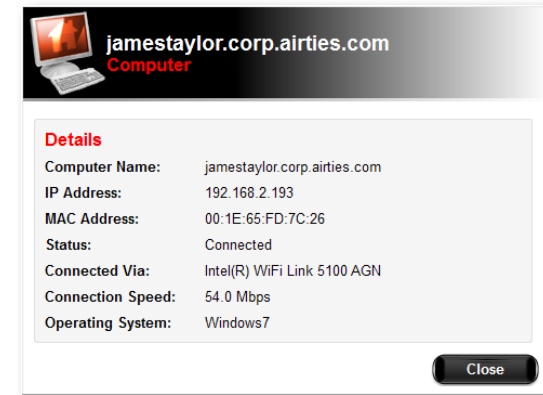 jamestaylor.corp.airties.com
Computer
Details
Computer Name: jamestaylor.corp.airties.com
IP Address: 192.168.2.193
MAC Address: 00:1E:65:FD:7C:26
Status: Connected
Connected Via: Intel(R) WiFi Link 5100 AGN
Connection Speed: 54.0 Mbps
Operating System: Windows7
Close